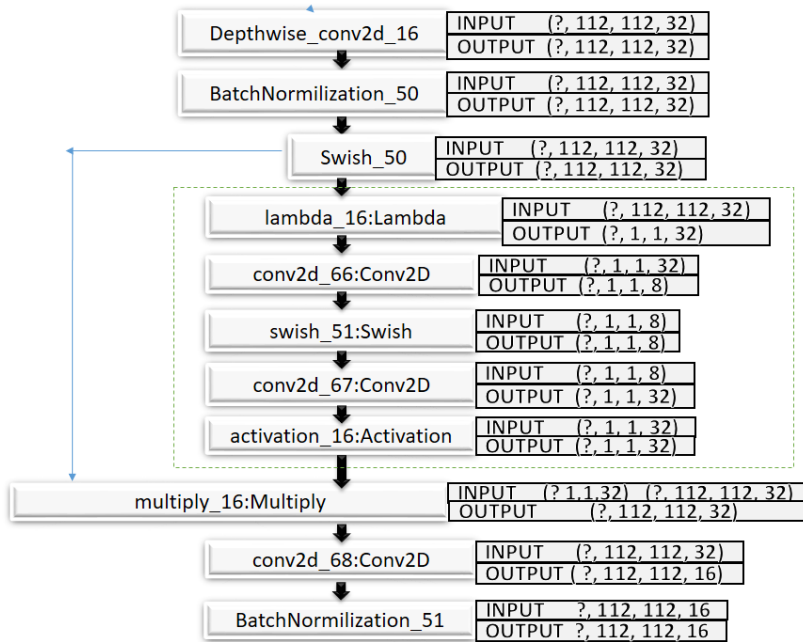 Depthwise_conv2d_16
INPUT (?, 112, 112, 32)
OUTPUT (?, 112, 112, 32)
BatchNormilization_50
INPUT (?, 112, 112, 32)
OUTPUT (?, 112, 112, 32)
Swish_50
INPUT (?, 112, 112, 32)
OUTPUT (?, 112, 112, 32)
lambda_16:Lambda
INPUT (?, 112, 112, 32)
OUTPUT (?, 1, 1, 32)
conv2d_66:Conv2D
INPUT (?, 1, 1, 32)
OUTPUT (?, 1, 1, 8)
swish_51:Swish
INPUT (?, 1, 1, 8)
OUTPUT (?, 1, 1, 8)
conv2d_67:Conv2D
INPUT (?, 1, 1, 8)
OUTPUT (?, 1, 1, 32)
activation_16:Activation
INPUT (?, 1, 1, 32)
OUTPUT (?, 1, 1, 32)
multiply_16:Multiply
INPUT (? 1,1,32) (?, 112, 112, 32)
OUTPUT (?, 112, 112, 32)
conv2d_68:Conv2D
INPUT (?, 112, 112, 32)
OUTPUT ( ?, 112, 112, 16)
BatchNormilization_51
INPUT ?, 112, 112, 16
OUTPUT ?, 112, 112, 16